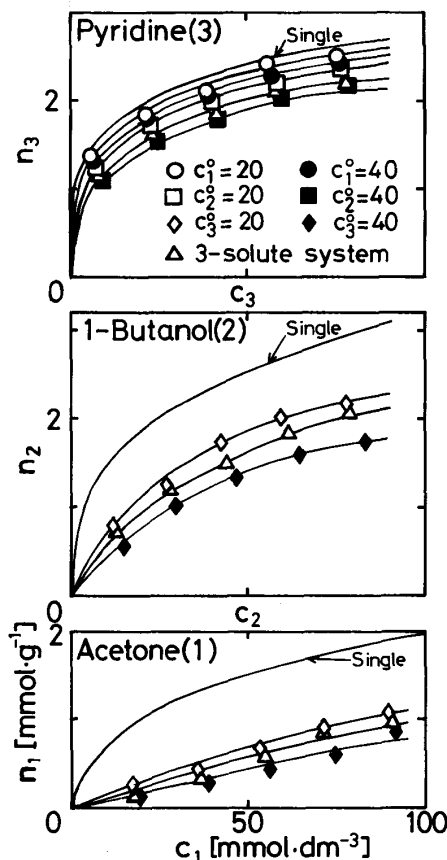 Pyridine(3)
Single
n₃
2
○ c₁°=20 ● c₁°=40
□ c₂°=20 ■ c₂°=40
◇ c₃°=20 ◆ c₃°=40
△ 3-solute system
0
c₃
1-Butanol(2)
Single
n₂
2
0
c₂
2
Acetone(1)
Single
n₁ [mmol·g⁻¹]
0
50
100
c₁ [mmol·dm⁻³]